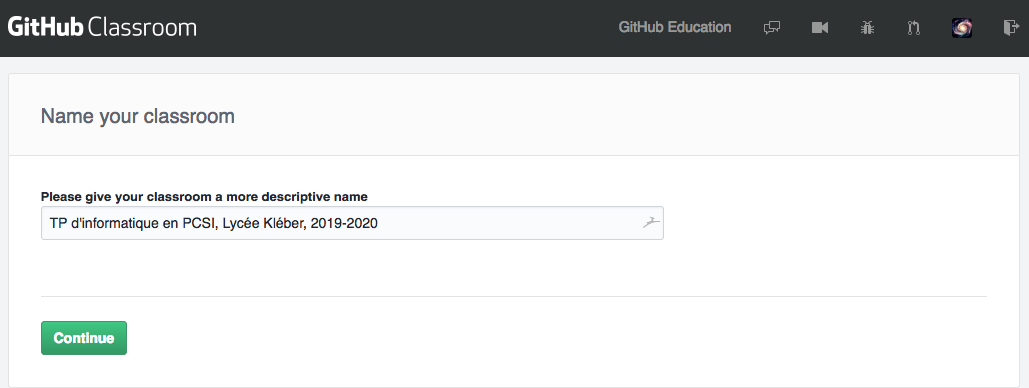 GitHub Classroom
GitHub Education
Name your classroom
Please give your classroom a more descriptive name
TP d'informatique en PCSI, Lycée Kléber, 2019-2020
Continue